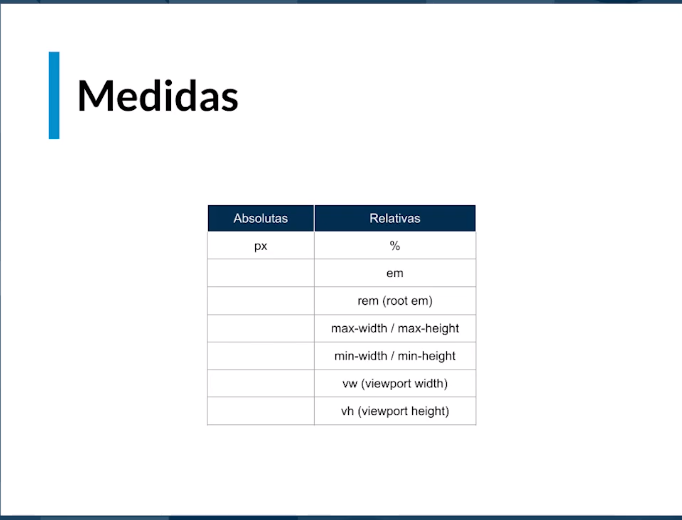 Medidas
Absolutas Relativas
px %
em
rem (root em)
max-width / max-height
min-width / min-height
vw (viewport width)
vh (viewport height)